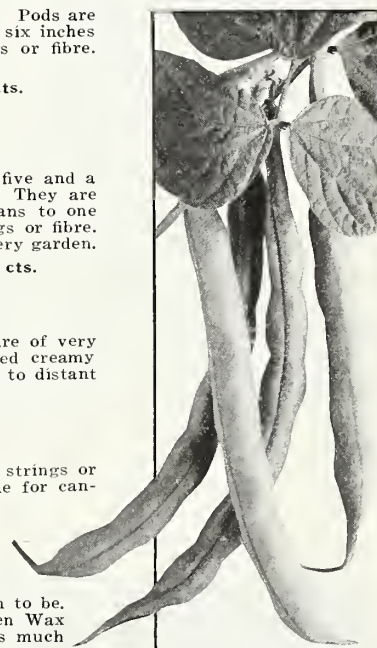 Pods are
six inches
s or fibre.
ts.
five and a
They are
ans to one
gs or fibre.
ery garden.
cts.
are of very
ed creamy
to distant
strings or
e for can-
n to be.
en Wax
s much